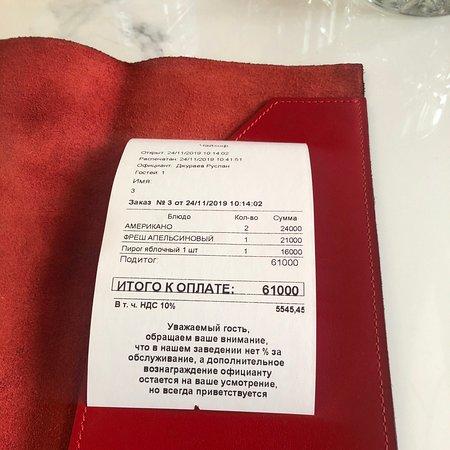 Чайкоф
Открыт: 24/11/2019 10:14:02
Распечатан: 24/11/2019 10:41:51
Официант: Джураев Руслан
Гостей 1
Имя:
3
Заказ № 3 от 24/11/2019 10:14:02
Блюдо Кол-во Сумма
АМЕРИКАНО 2 24000
ФРЕШ АПЕЛЬСИНОВЫЙ 1 21000
Пирог яблочный 1 шт 1 16000
Подитог: 61000
ИТОГО К ОПЛАТЕ: 61000
В т. ч. НДС 10% 5545,45
Уважаемый гость,
обращаем ваше внимание,
что в нашем заведении нет % за
обслуживание, а дополнительное
вознаграждение официанту
остается на ваше усмотрение,
но всегда приветствуется